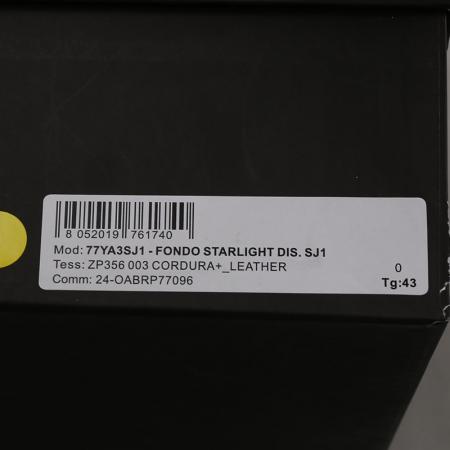 8 052019 761740
Mod: 77YA3SJ1 - FONDO STARLIGHT DIS. SJ1
Tess: ZP356 003 CORDURA+_LEATHER 0
Comm: 24-OABRP77096 Tg:43